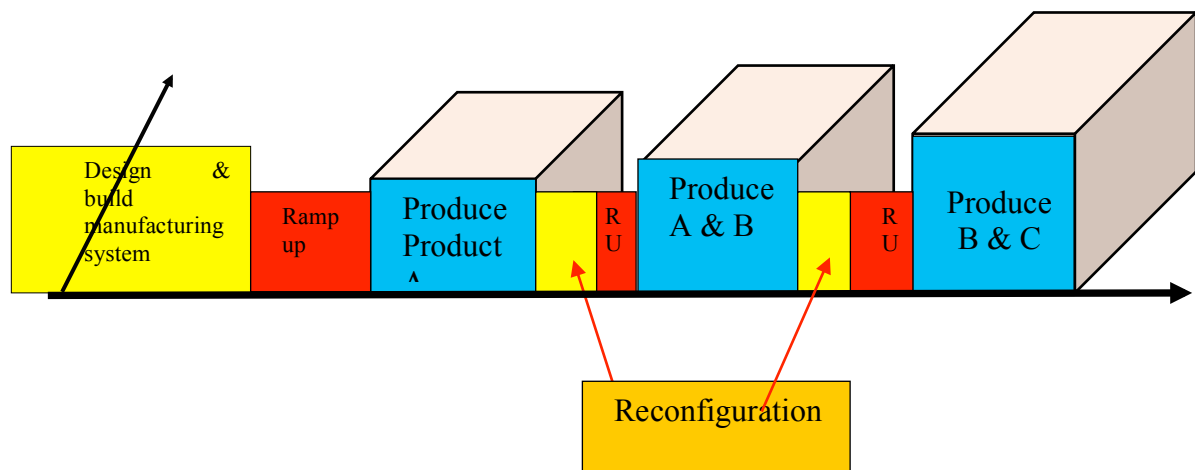 Design &
build
manufacturing
system
Ramp
up
Produce
Product
A
R
U
Produce
A & B
R
U
Produce
B & C
Reconfiguration